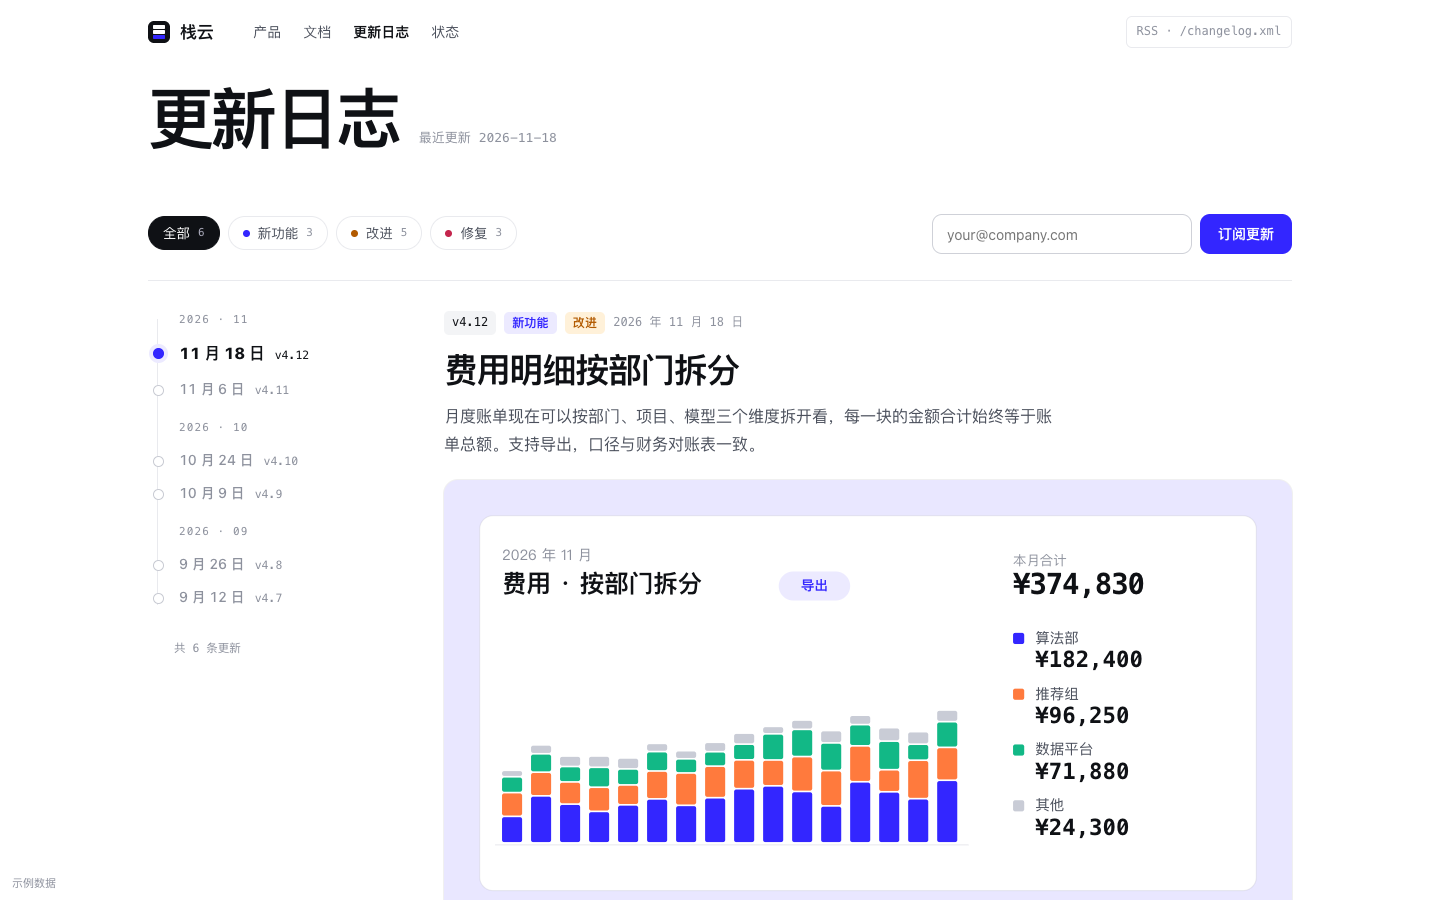 栈云
产品 文档 更新日志 状态
RSS · /changelog.xml
更新日志
最近更新 2026-11-18
全部 6
新功能 3
改进 5
修复 3
your@company.com
订阅更新
2026 · 11
11 月 18 日 v4.12
11 月 6 日 v4.11
2026 · 10
10 月 24 日 v4.10
10 月 9 日 v4.9
2026 · 09
9 月 26 日 v4.8
9 月 12 日 v4.7
共 6 条更新
v4.12 新功能 改进 2026 年 11 月 18 日
费用明细按部门拆分
月度账单现在可以按部门、项目、模型三个维度拆开看，每一块的金额合计始终等于账
单总额。支持导出，口径与财务对账表一致。
2026 年 11 月
费用 · 按部门拆分
导出
本月合计
¥374,830
算法部
¥182,400
推荐组
¥96,250
数据平台
¥71,880
其他
¥24,300
示例数据